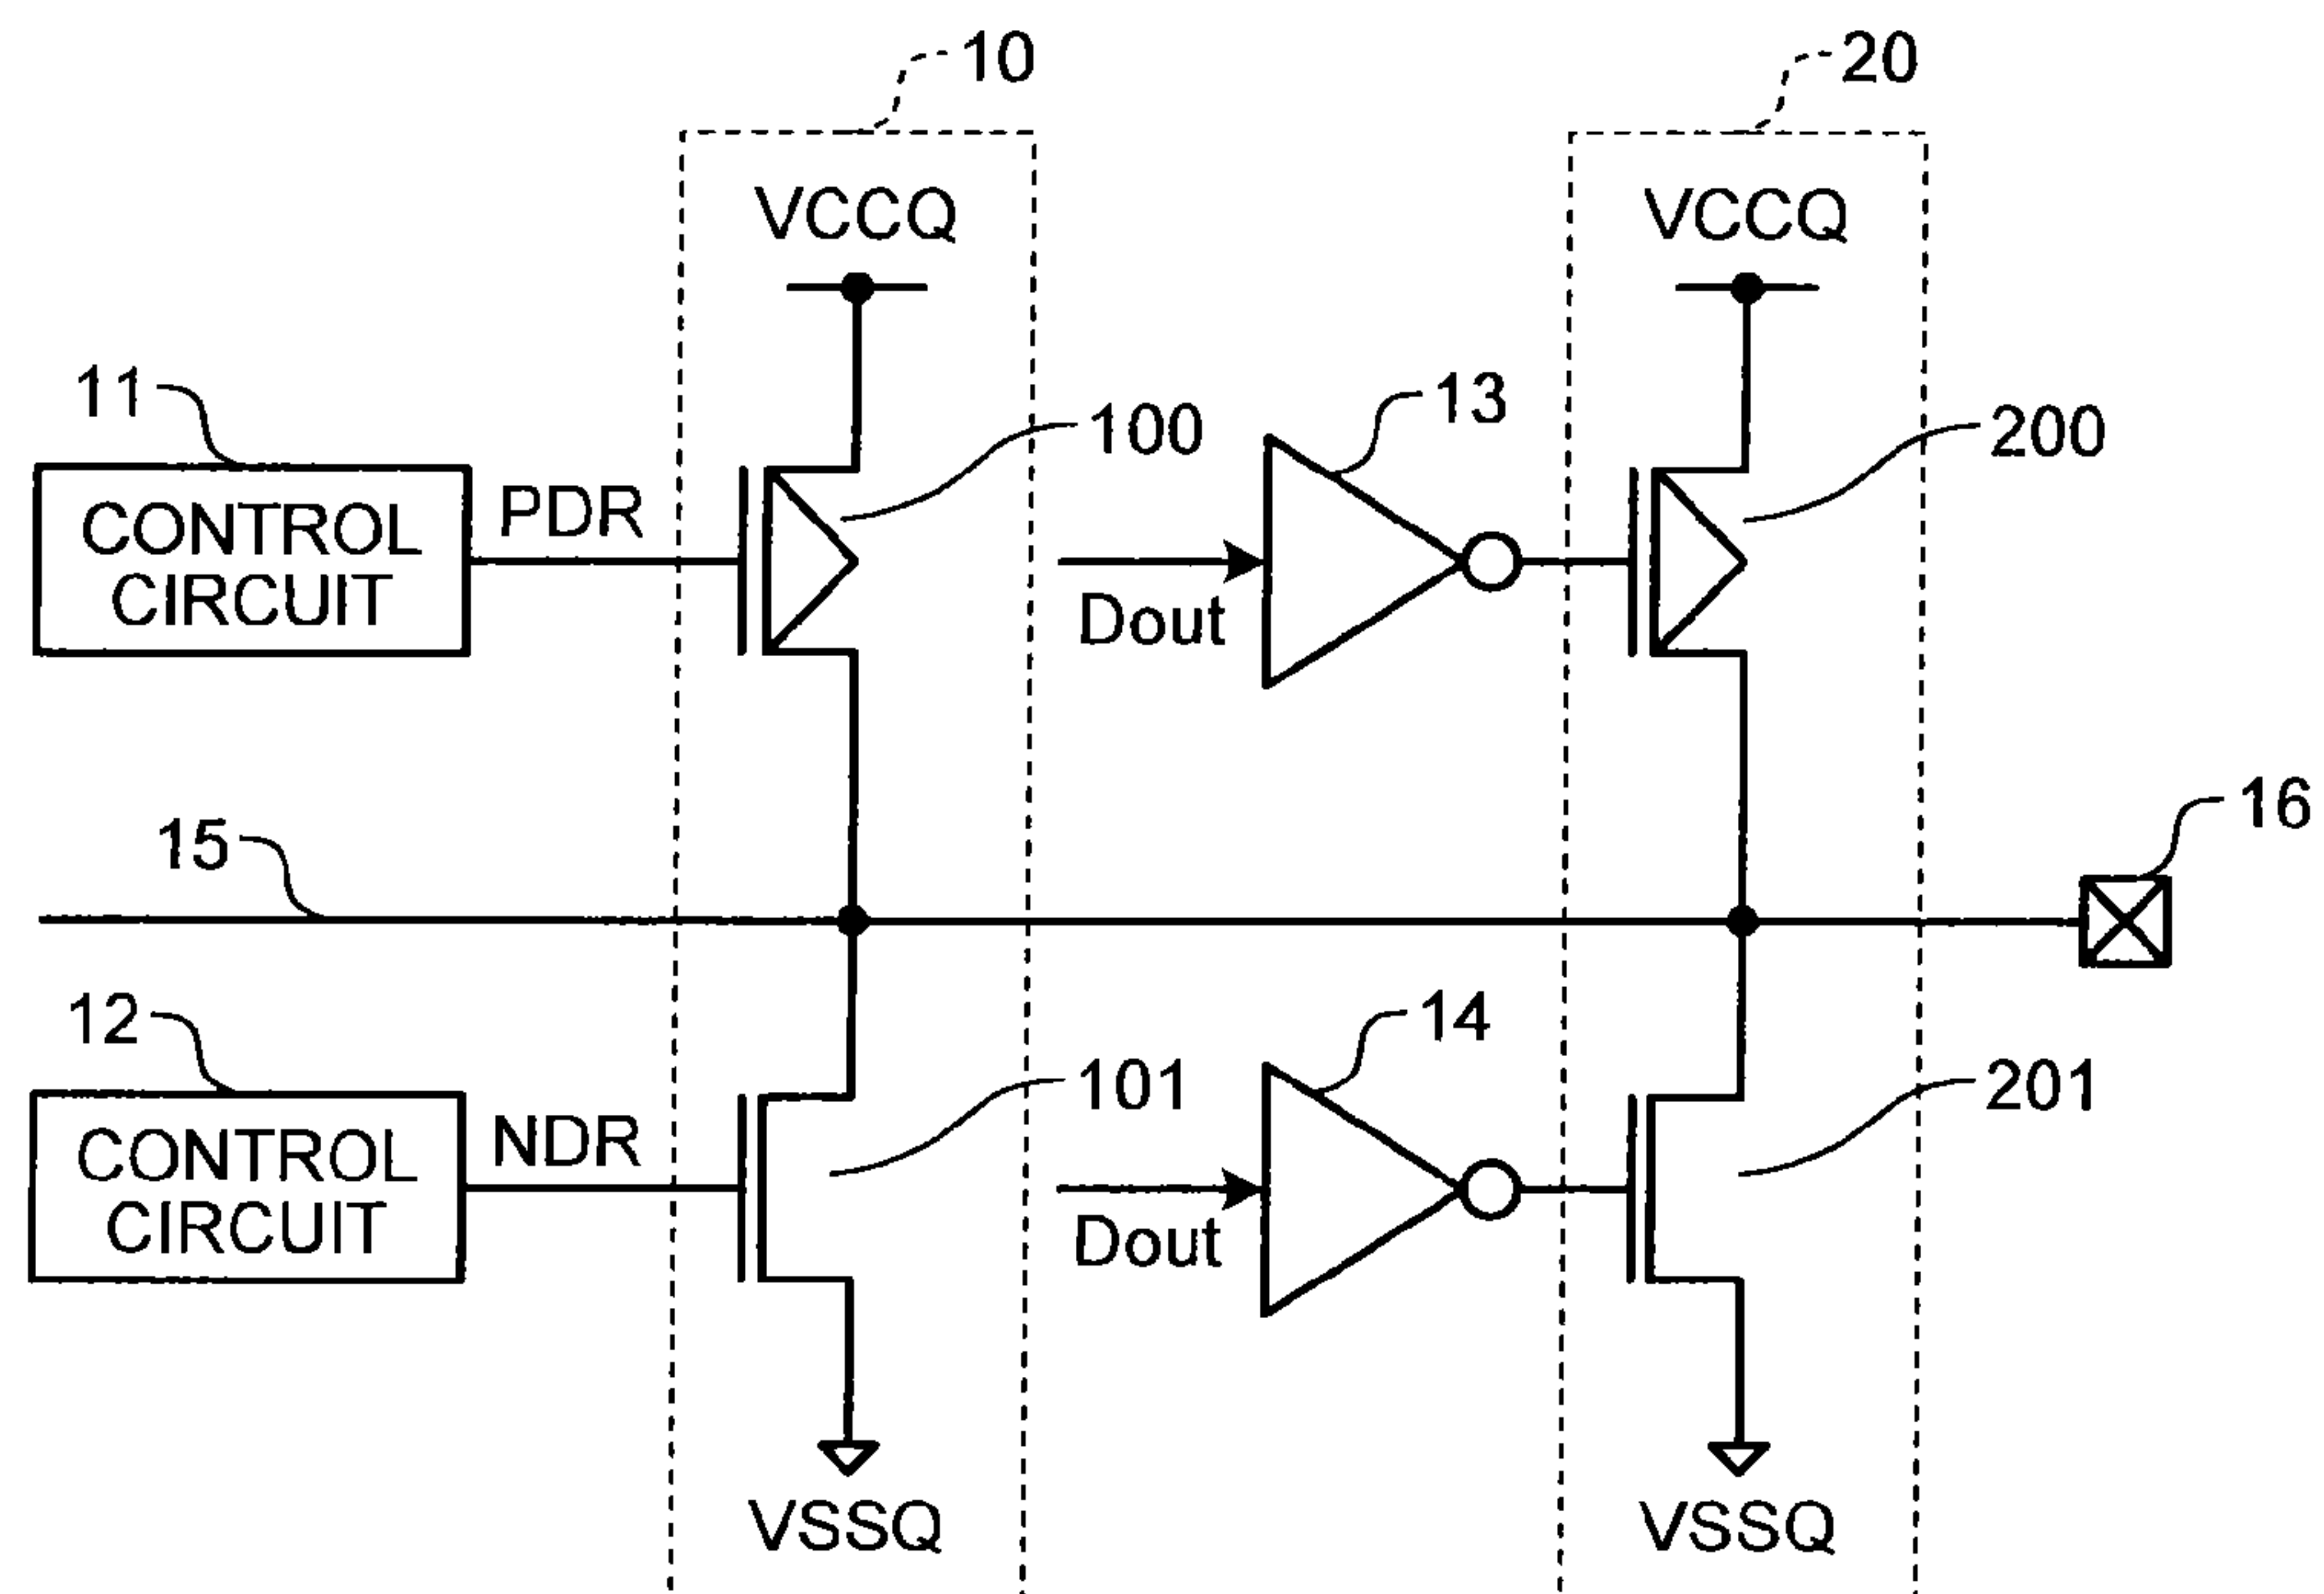 10
20
VCCQ
VCCQ
11
13
100
200
CONTROL
CIRCUIT
PDR
Dout
15
16
12
14
101
201
CONTROL
CIRCUIT
NDR
Dout
VSSQ
VSSQ